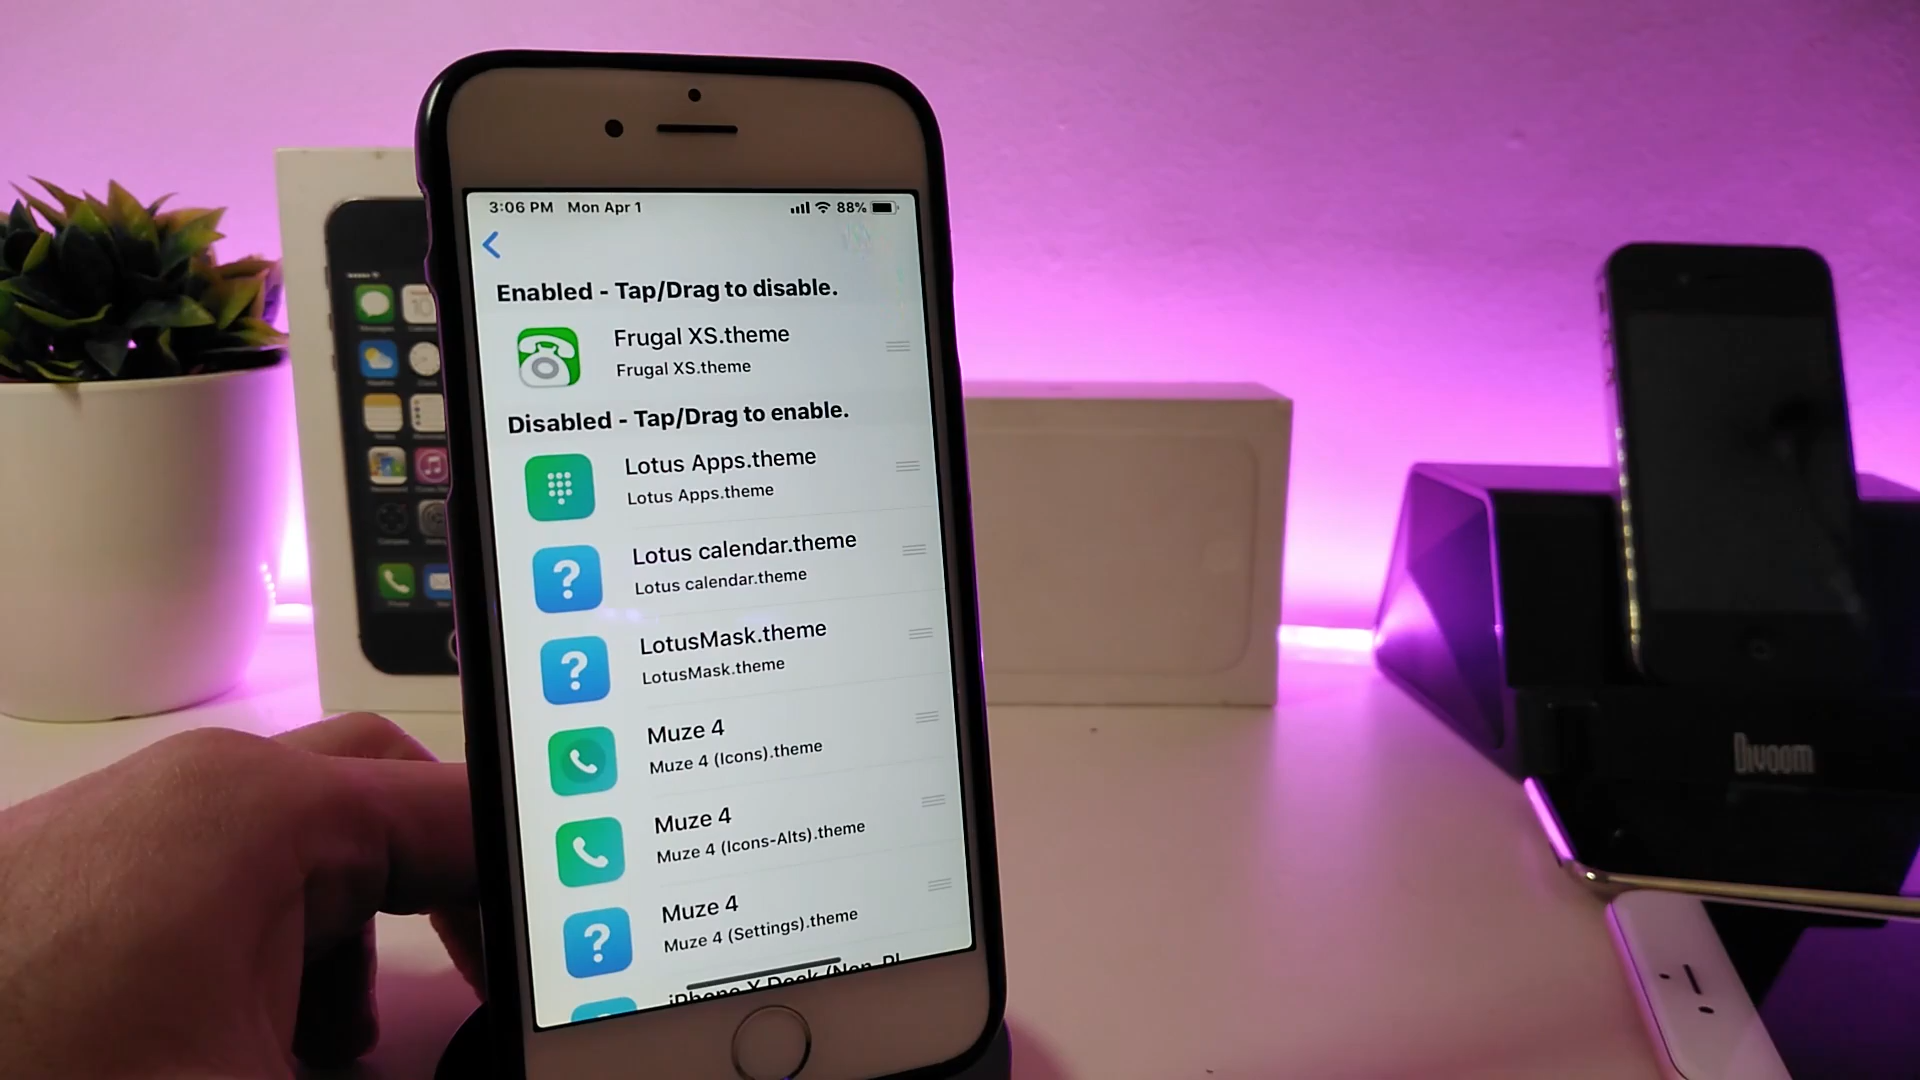 3:06 PM Mon Apr 1
88%
Enabled - Tap/Drag to disable.
Frugal XS.theme
Frugal XS.theme
Disabled - Tap/Drag to enable.
Lotus Apps.theme
Lotus Apps.theme
?
Lotus calendar.theme
Lotus calendar.theme
?
LotusMask.theme
LotusMask.theme
Muze 4
Muze 4 (Icons).theme
Muze 4
Muze 4 (Icons-Alts).theme
?
Muze 4
Muze 4 (Settings).theme
iPhone X Dock (Non-
Divoom